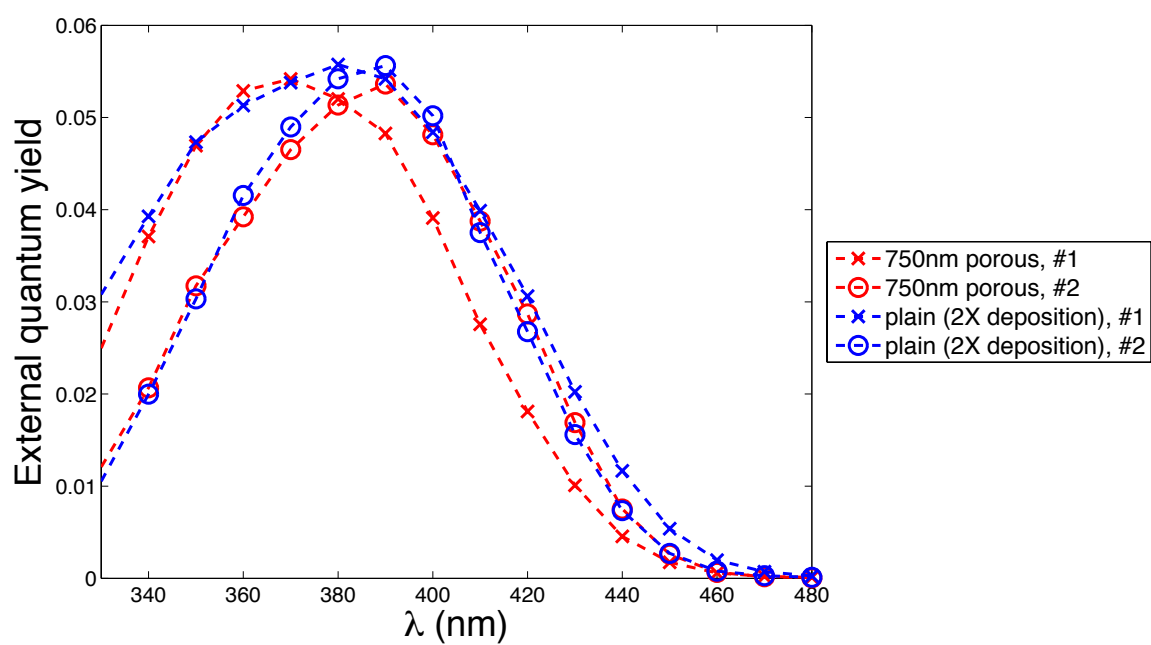 0.06
0.05
0.04
0.03
0.02
0.01
0
External quantum yield
340 360 380 400 420 440 460 480
λ (nm)
750nm porous, #1
750nm porous, #2
plain (2X deposition), #1
plain (2X deposition), #2